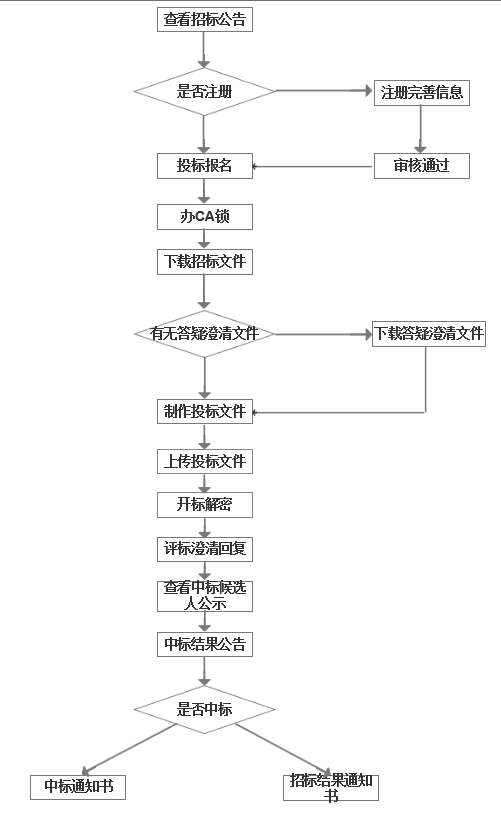 查看招标公告
是否注册
注册完善信息
投标报名
审核通过
办CA锁
下载招标文件
有无答疑澄清文件
下载答疑澄清文件
制作投标文件
上传投标文件
开标解密
评标澄清回复
查看中标候选
人公示
中标结果公告
是否中标
中标通知书
招标结果通知
书